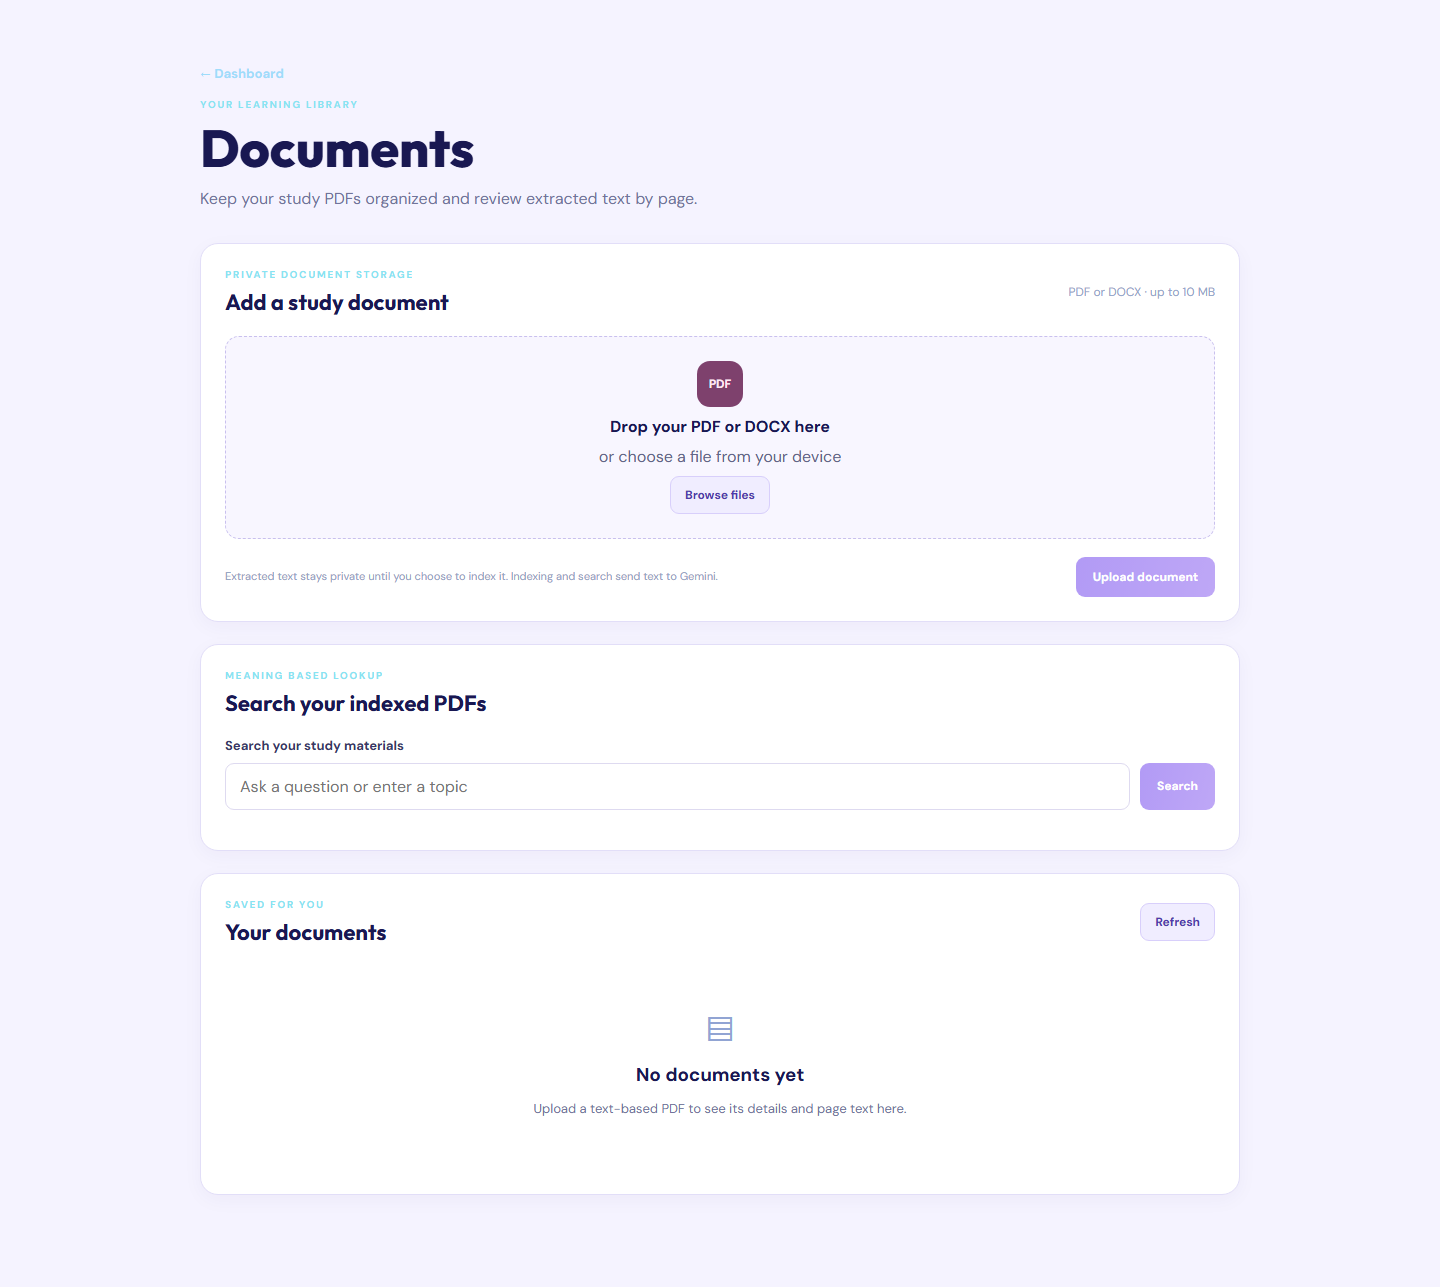 ← Dashboard
YOUR LEARNING LIBRARY
Documents
Keep your study PDFs organized and review extracted text by page.
PRIVATE DOCUMENT STORAGE
Add a study document
PDF or DOCX · up to 10 MB
PDF
Drop your PDF or DOCX here
or choose a file from your device
Browse files
Extracted text stays private until you choose to index it. Indexing and search send text to Gemini.
Upload document
MEANING BASED LOOKUP
Search your indexed PDFs
Search your study materials
Ask a question or enter a topic
Search
SAVED FOR YOU
Your documents
Refresh
No documents yet
Upload a text-based PDF to see its details and page text here.